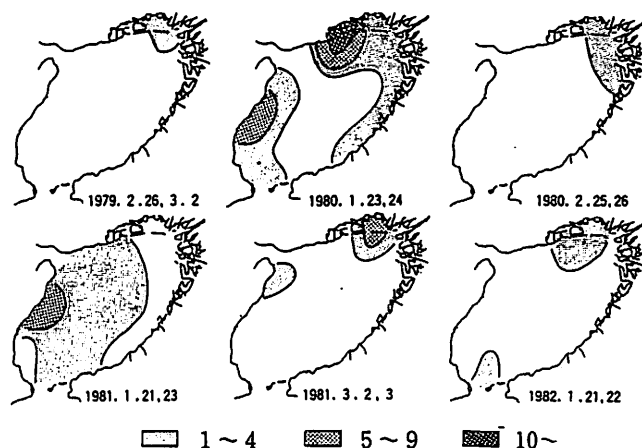 1979. 2. 26, 3. 2
1980. 1. 23, 24
1980. 2. 25, 26
1981. 1. 21, 23
1981. 3. 2, 3
1982. 1. 21, 22
1 ~ 4
5 ~ 9
10~